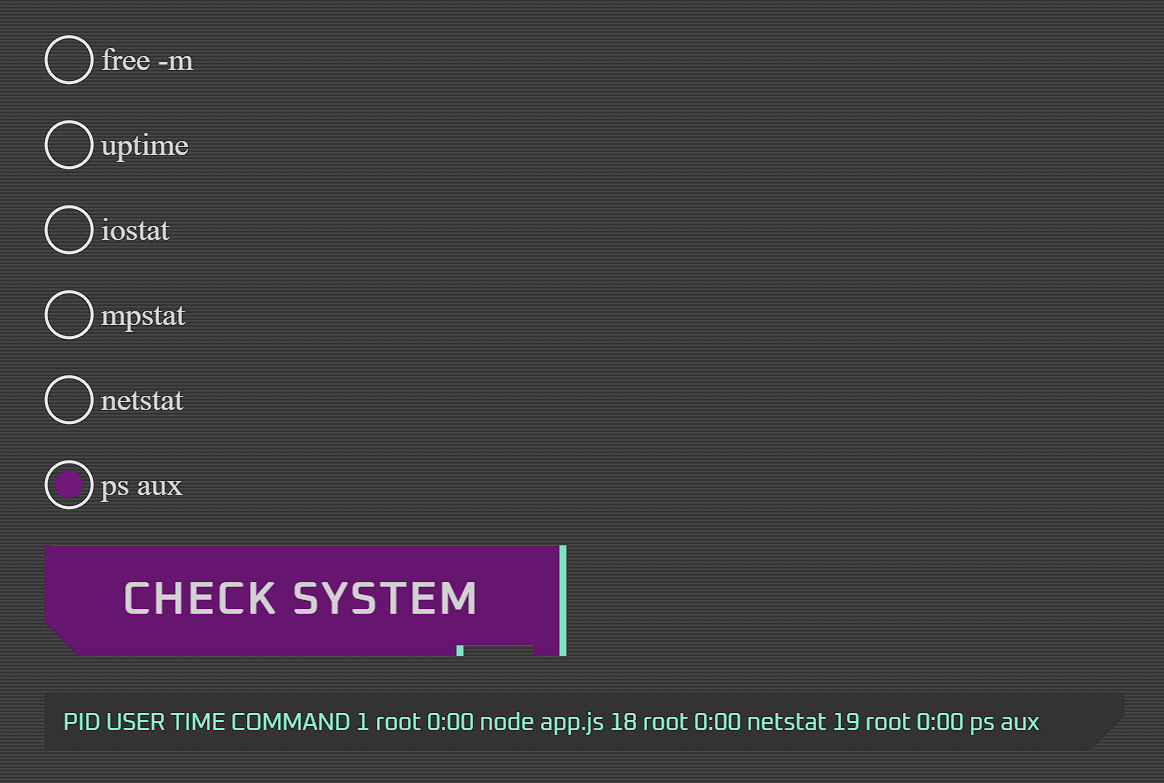 free -m
uptime
iostat
mpstat
netstat
ps aux
CHECK SYSTEM
PID USER TIME COMMAND 1 root 0:00 node app.js 18 root 0:00 netstat 19 root 0:00 ps aux